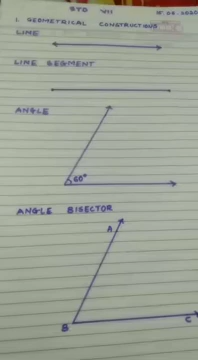 STD VII
1. GEOMETRICAL CONSTRUCTIONS
LINE
LINE SEGMENT
ANGLE
60°
ANGLE BISECTOR
A
B
C